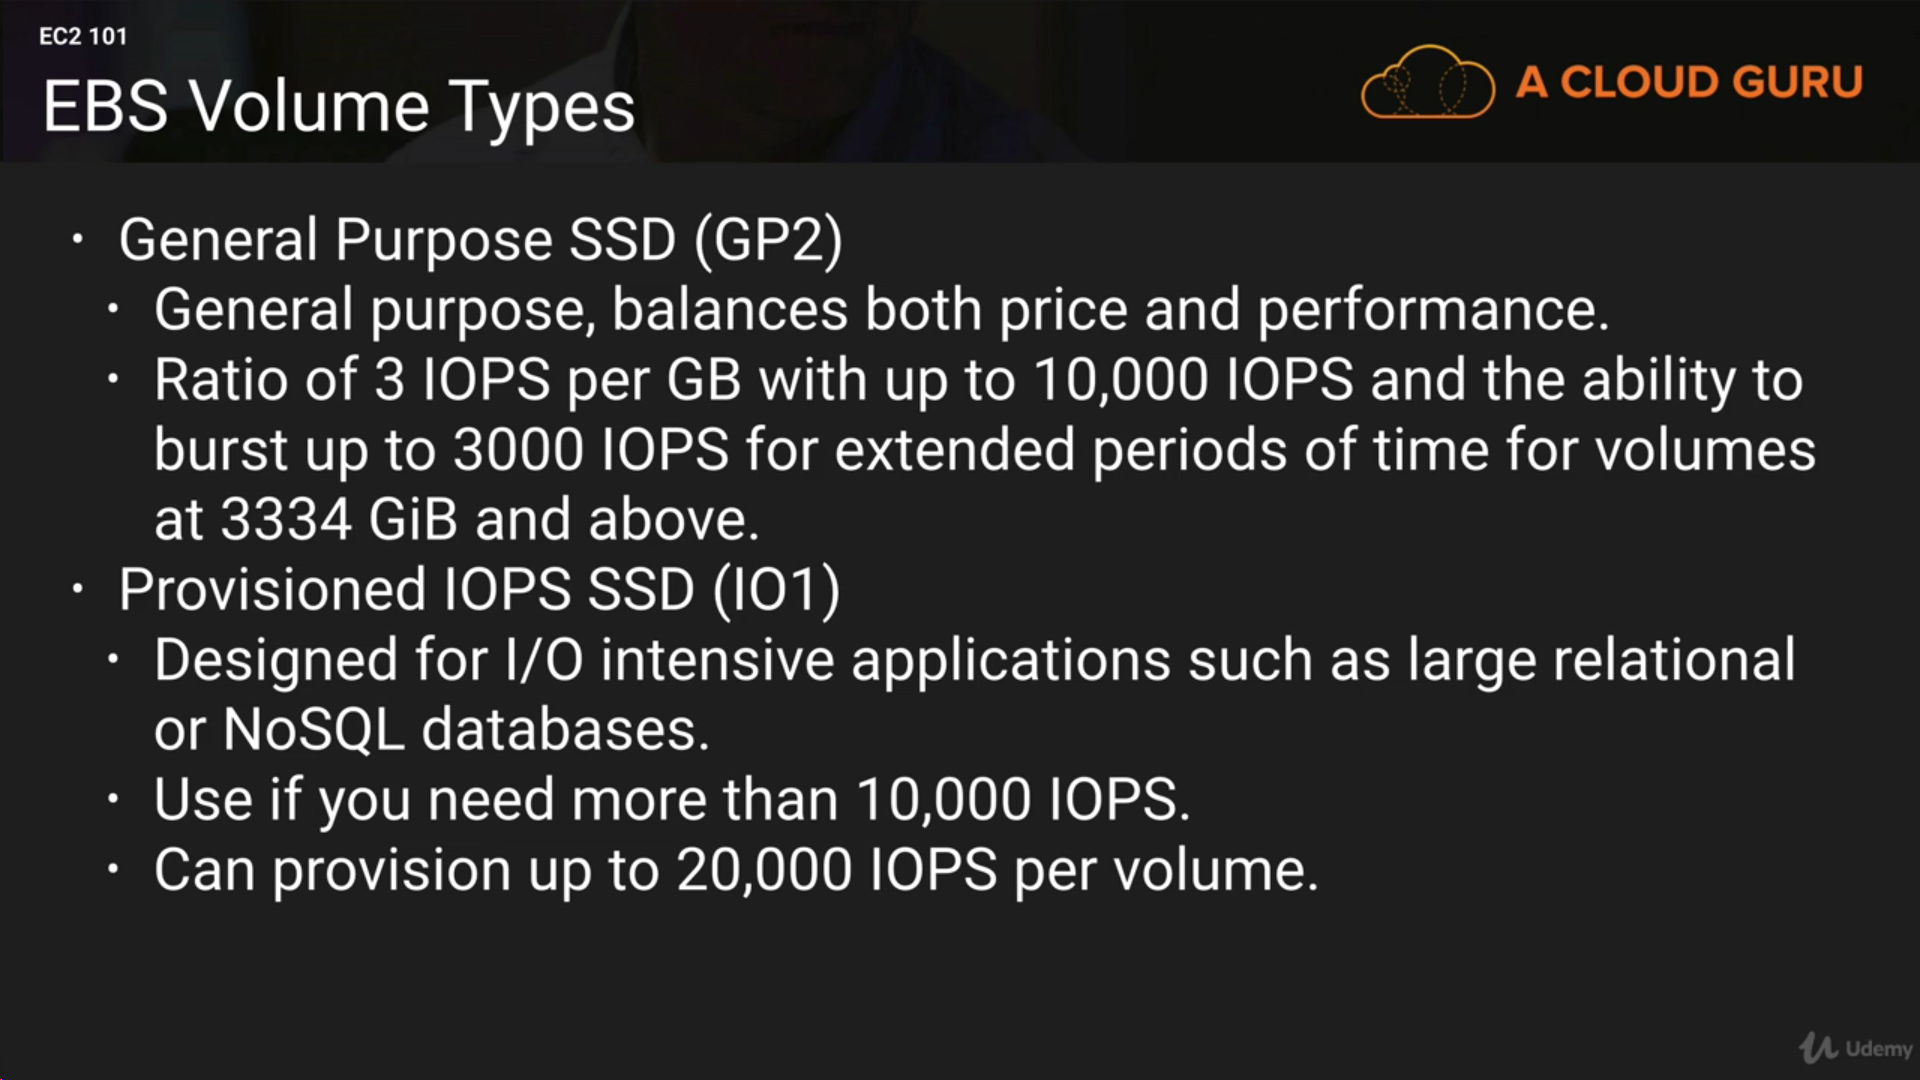 EC2 101
EBS Volume Types
A CLOUD GURU
• General Purpose SSD (GP2)
• General purpose, balances both price and performance.
• Ratio of 3 IOPS per GB with up to 10,000 IOPS and the ability to
burst up to 3000 IOPS for extended periods of time for volumes
at 3334 GiB and above.
• Provisioned IOPS SSD (IO1)
• Designed for I/O intensive applications such as large relational
or NoSQL databases.
• Use if you need more than 10,000 IOPS.
• Can provision up to 20,000 IOPS per volume.
Udemy